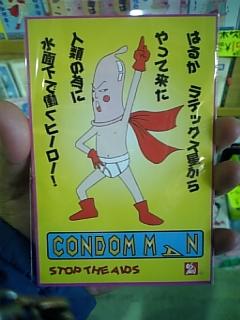 はるか ラテックス星から
やって来た
人類の為に
水面下で働くヒーロー!
CONDOM MAN
STOP THE AIDS